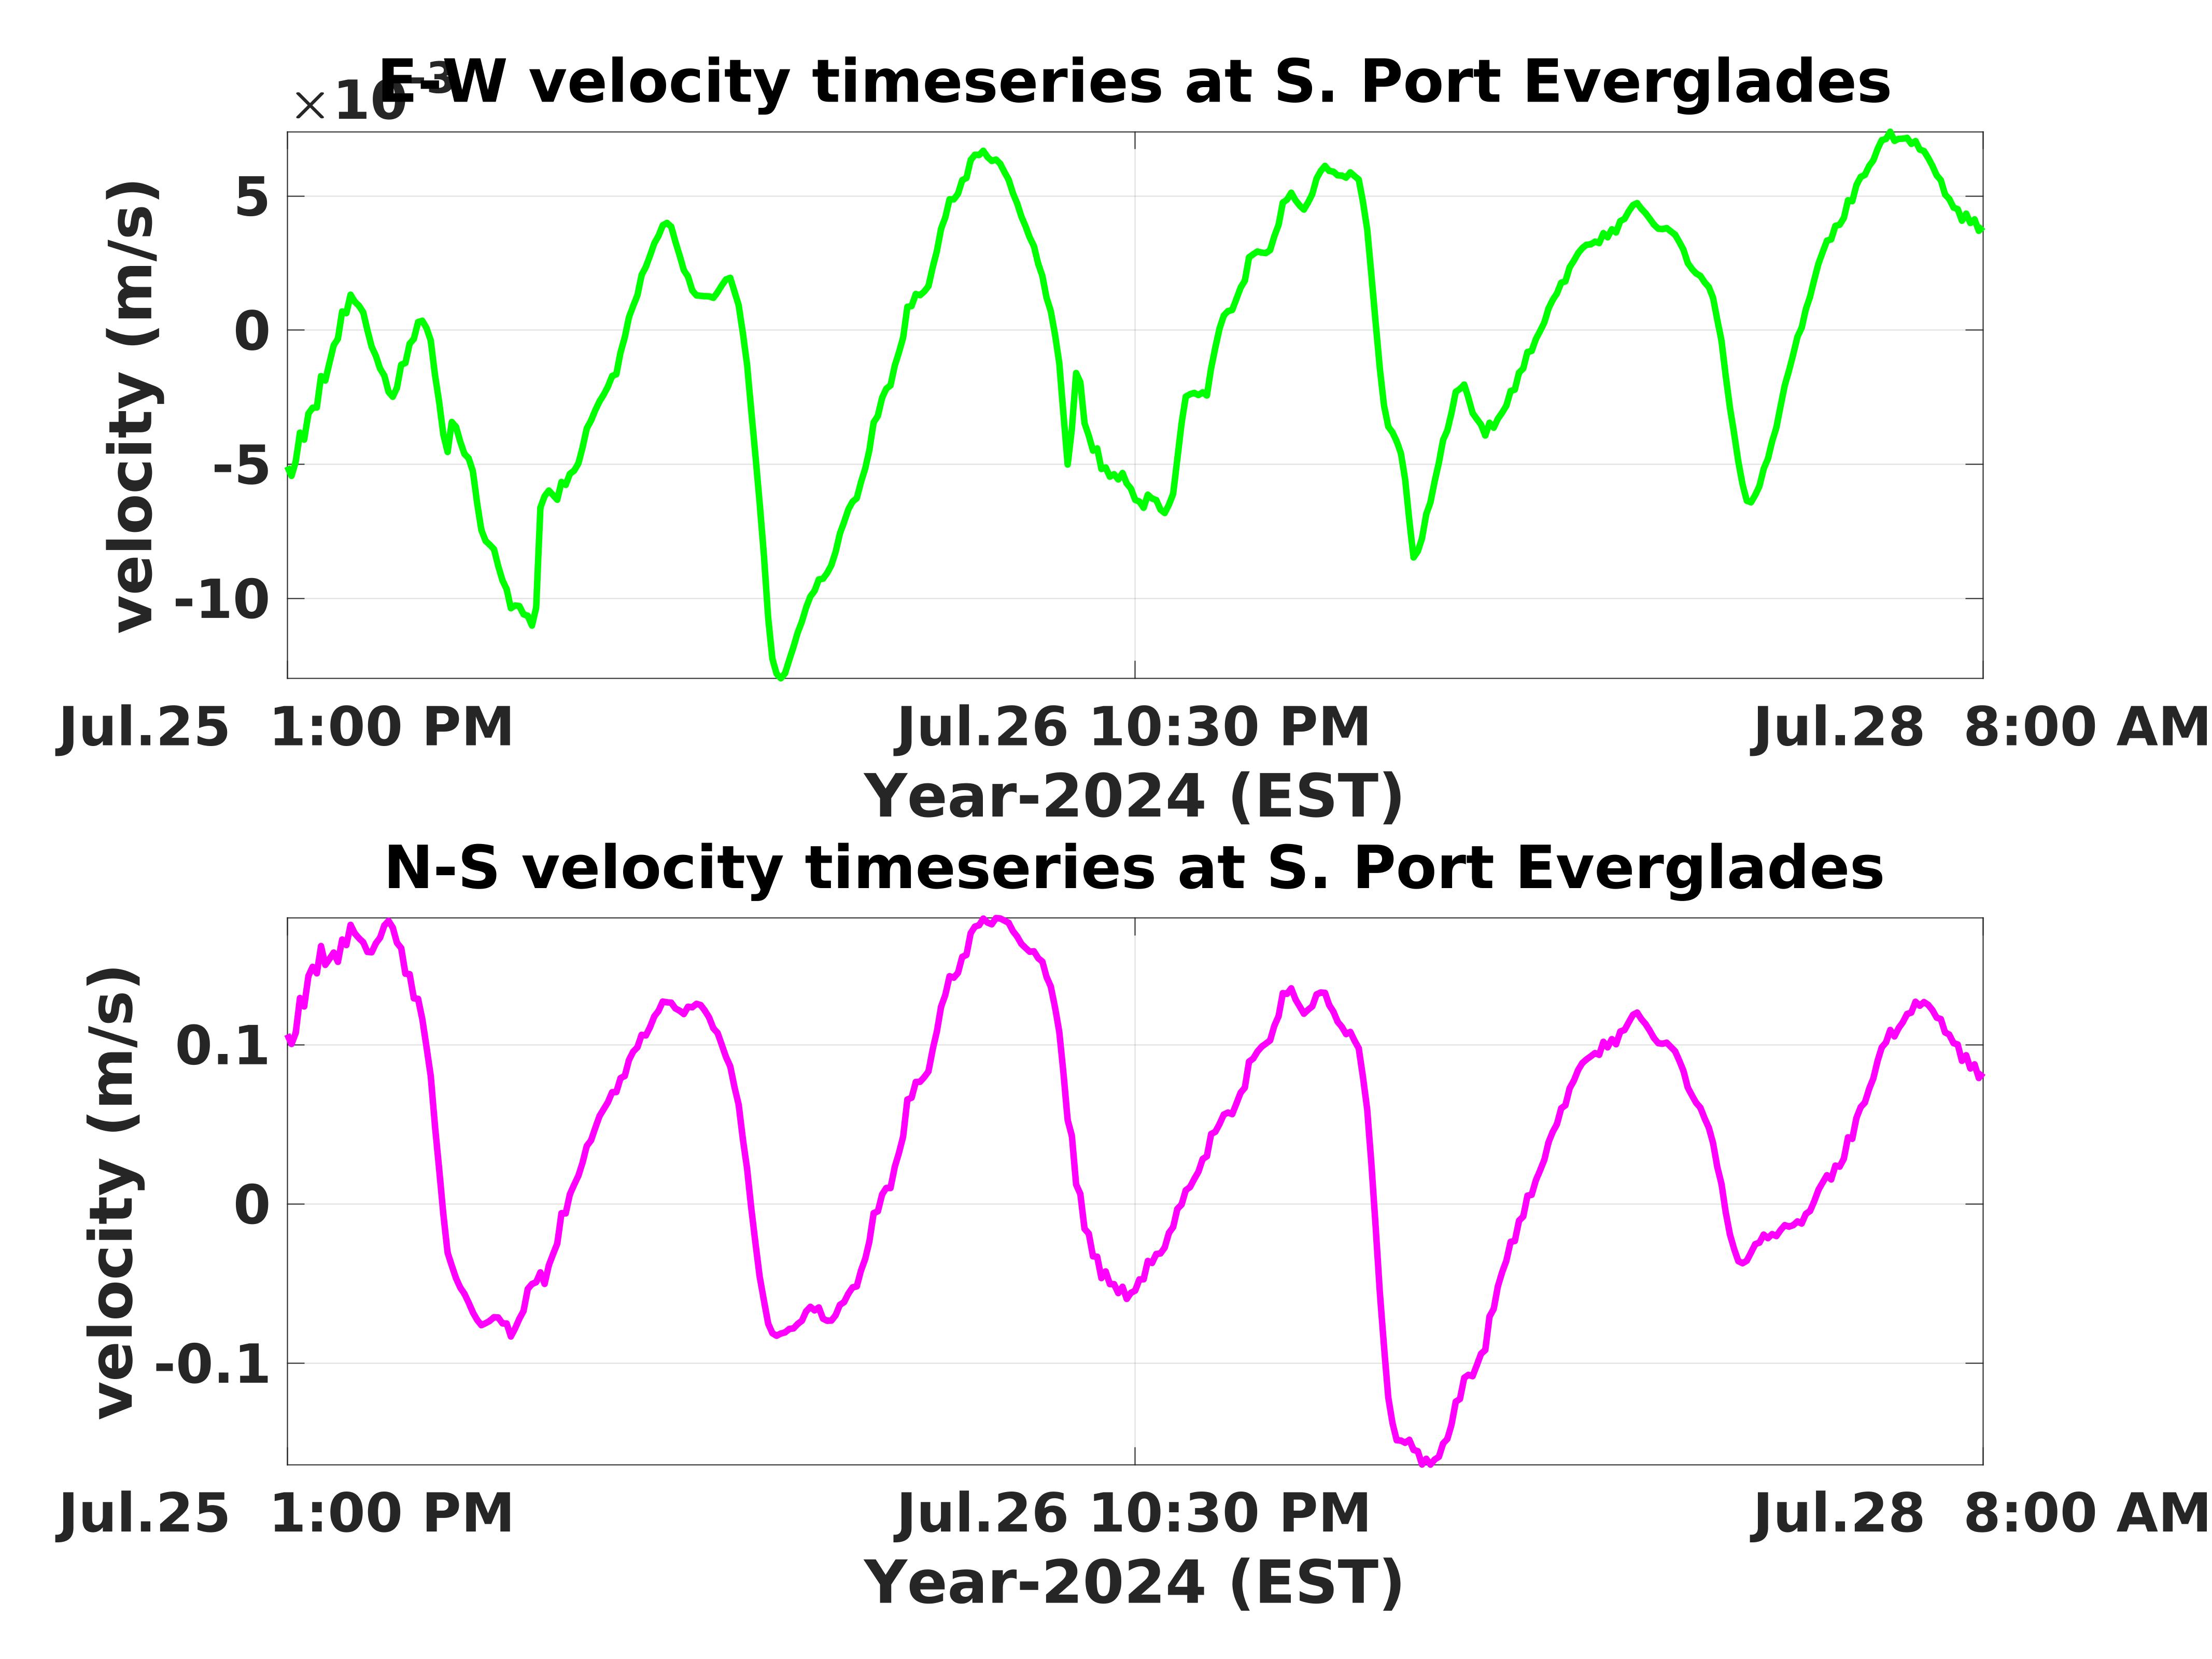 E-W velocity timeseries at S. Port Everglades
×10-3
velocity (m/s)
5
0
-5
-10
Jul.25  1:00 PM
Jul.26 10:30 PM
Jul.28  8:00 AM
Year-2024 (EST)
N-S velocity timeseries at S. Port Everglades
velocity (m/s)
0.1
0
-0.1
Jul.25  1:00 PM
Jul.26 10:30 PM
Jul.28  8:00 AM
Year-2024 (EST)